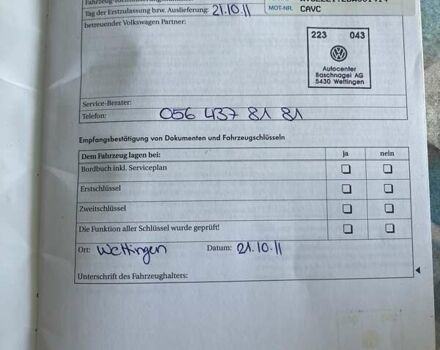 Tag der Erstzulassung bzw. Auslieferung: 21.10.11
MOT-NR. CAVC
betreuender Volkswagen Partner:
223 043
Autocenter
Baschnagel AG
5430 Wettingen
Service-Berater:
Telefon: 056 437 81 81
Empfangsbestätigung von Dokumenten und Fahrzeugschlüsseln
Dem Fahrzeug lagen bei: ja nein
Bordbuch inkl. Serviceplan
Erstschlüssel
Zweitschlüssel
Die Funktion aller Schlüssel wurde geprüft!
Ort: Wettingen Datum: 21.10.11
Unterschrift des Fahrzeughalters: